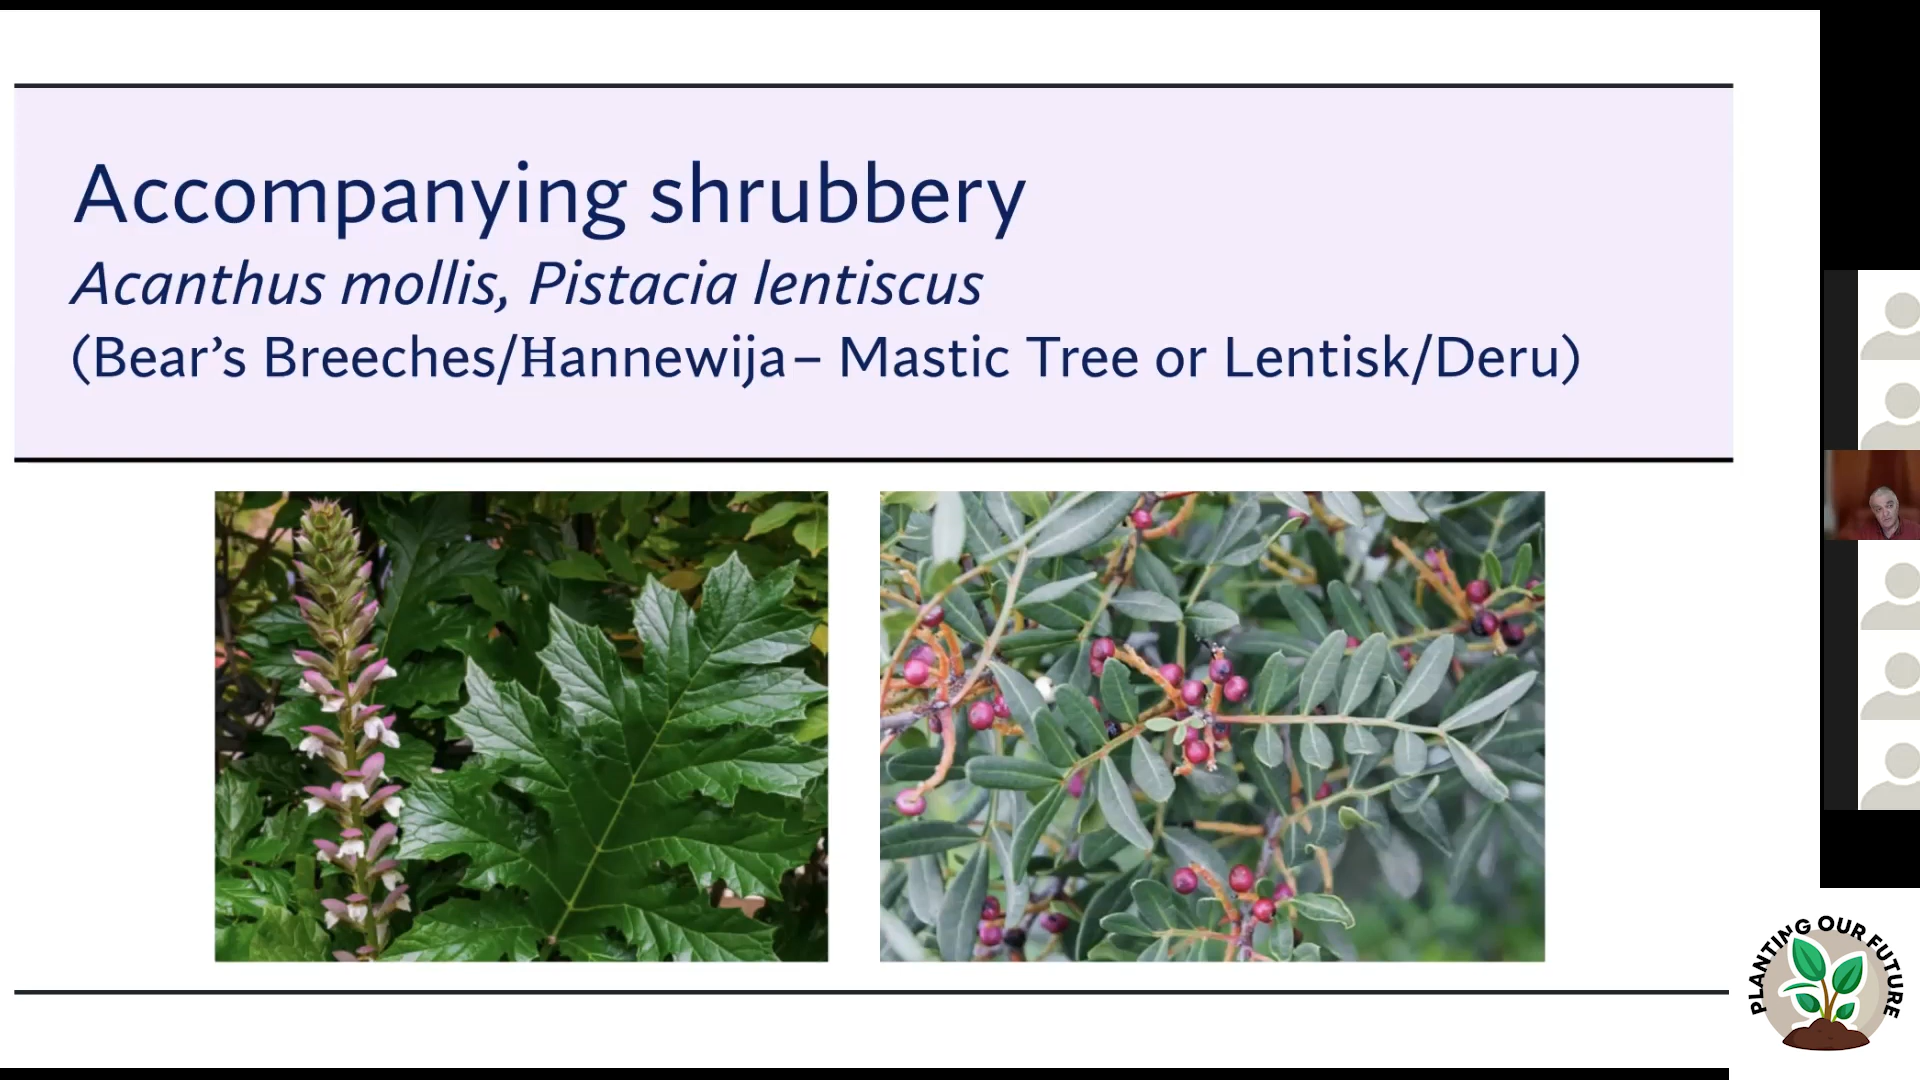 Accompanying shrubbery
Acanthus mollis, Pistacia lentiscus
(Bear’s Breeches/Ħannewija– Mastic Tree or Lentisk/Deru)
PLANTING OUR FUTURE